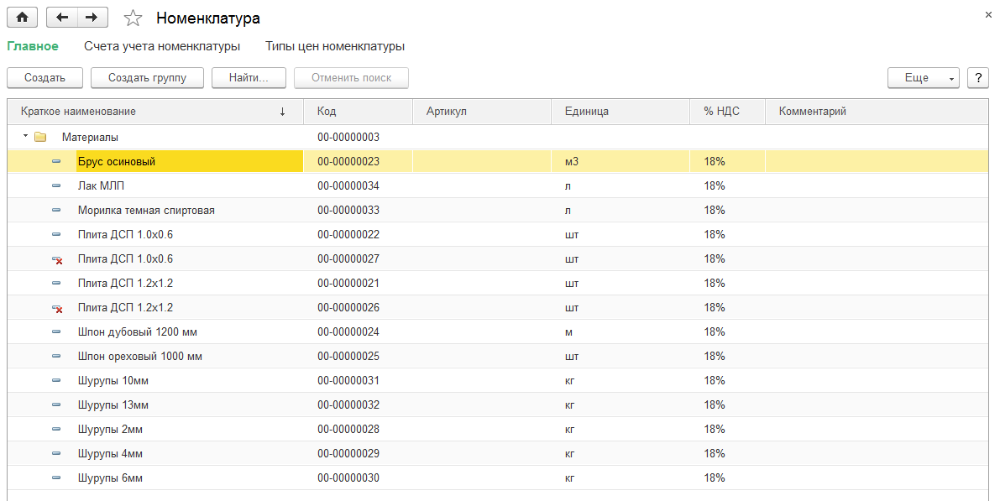 Номенклатура
Главное Счета учета номенклатуры Типы цен номенклатуры
Создать Создать группу Найти... Отменить поиск Еще ?
Краткое наименование ↓ Код Артикул Единица % НДС Комментарий
Материалы 00-00000003
Брус осиновый 00-00000023 м3 18%
Лак МЛП 00-00000034 л 18%
Морилка темная спиртовая 00-00000033 л 18%
Плита ДСП 1.0х0.6 00-00000022 шт 18%
Плита ДСП 1.0х0.6 00-00000027 шт 18%
Плита ДСП 1.2х1.2 00-00000021 шт 18%
Плита ДСП 1.2х1.2 00-00000026 шт 18%
Шпон дубовый 1200 мм 00-00000024 м 18%
Шпон ореховый 1000 мм 00-00000025 шт 18%
Шурупы 10мм 00-00000031 кг 18%
Шурупы 13мм 00-00000032 кг 18%
Шурупы 2мм 00-00000028 кг 18%
Шурупы 4мм 00-00000029 кг 18%
Шурупы 6мм 00-00000030 кг 18%